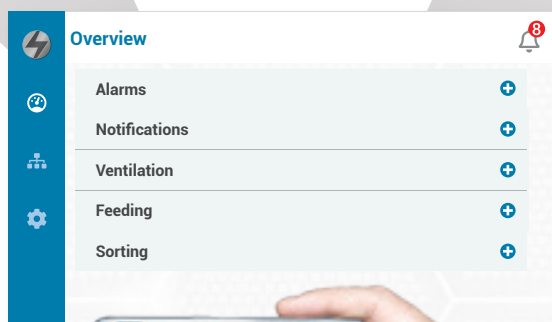 Overview
8
Alarms
Notifications
Ventilation
Feeding
Sorting